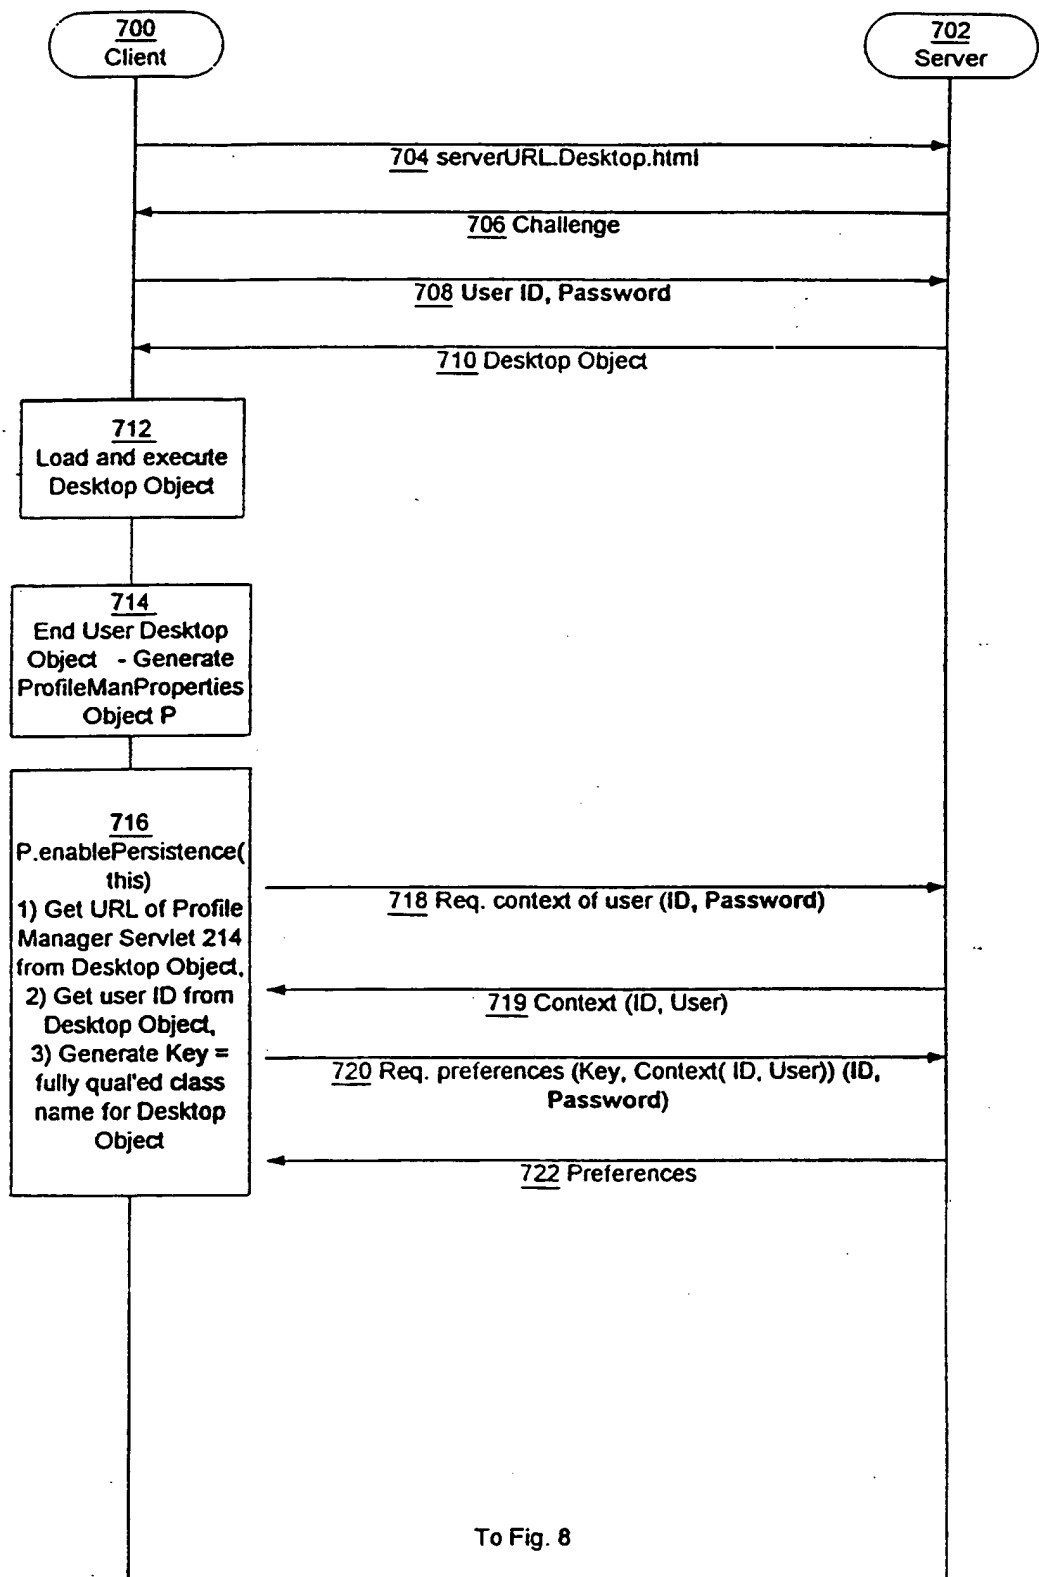 700
Client
702
Server
704 serverURL.Desktop.html
706 Challenge
708 User ID, Password
710 Desktop Object
712
Load and execute
Desktop Object
714
End User Desktop
Object - Generate
ProfileManProperties
Object P
716
P.enablePersistence(
this)
1) Get URL of Profile
Manager Servlet 214
from Desktop Object,
2) Get user ID from
Desktop Object,
3) Generate Key =
fully qual'ed class
name for Desktop
Object
718 Req. context of user (ID, Password)
719 Context (ID, User)
720 Req. preferences (Key, Context( ID, User)) (ID,
Password)
722 Preferences
To Fig. 8